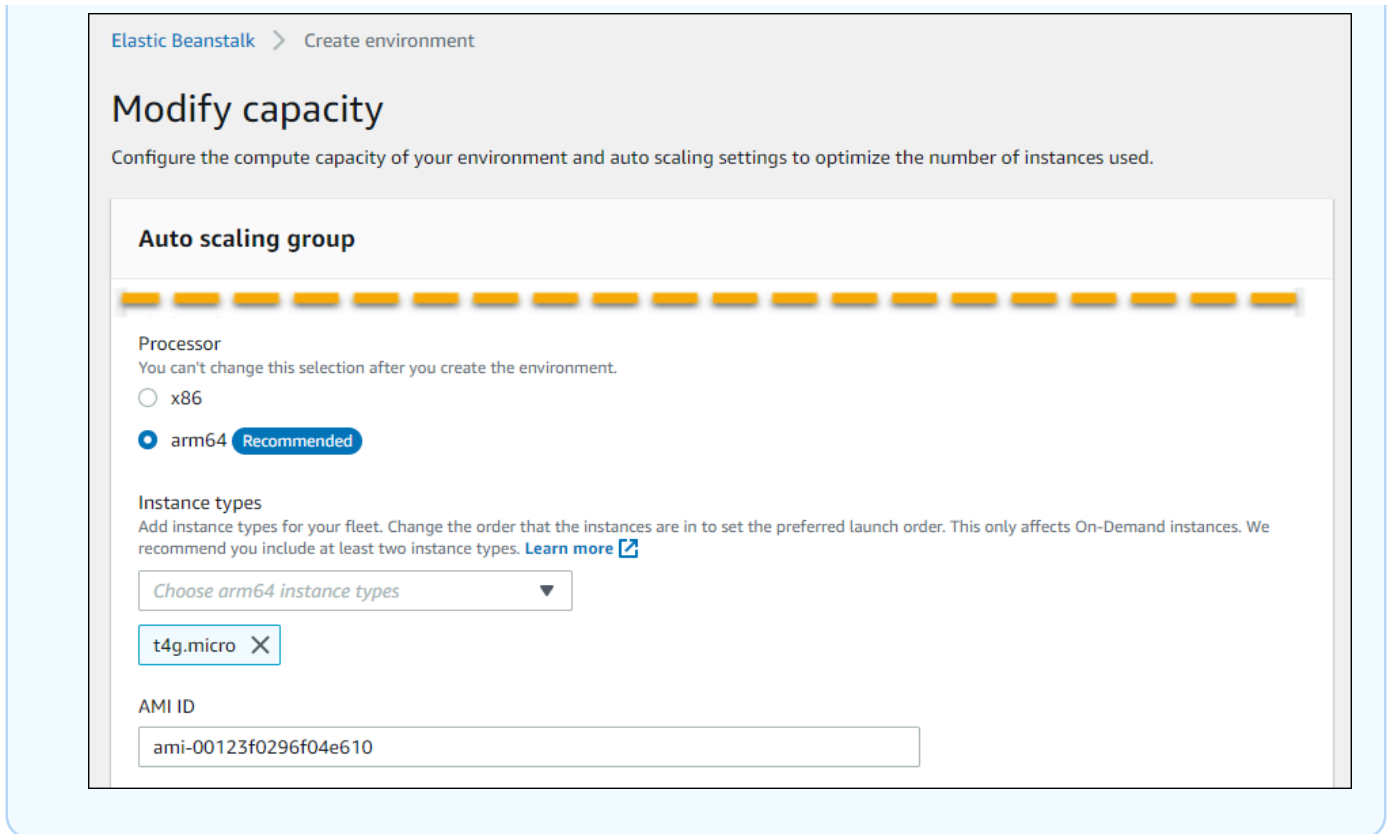 Elastic Beanstalk > Create environment
Modify capacity
Configure the compute capacity of your environment and auto scaling settings to optimize the number of instances used.
Auto scaling group
Processor
You can't change this selection after you create the environment.
x86
arm64 Recommended
Instance types
Add instance types for your fleet. Change the order that the instances are in to set the preferred launch order. This only affects On-Demand instances. We
recommend you include at least two instance types. Learn more
Choose arm64 instance types
t4g.micro
AMI ID
ami-00123f0296f04e610